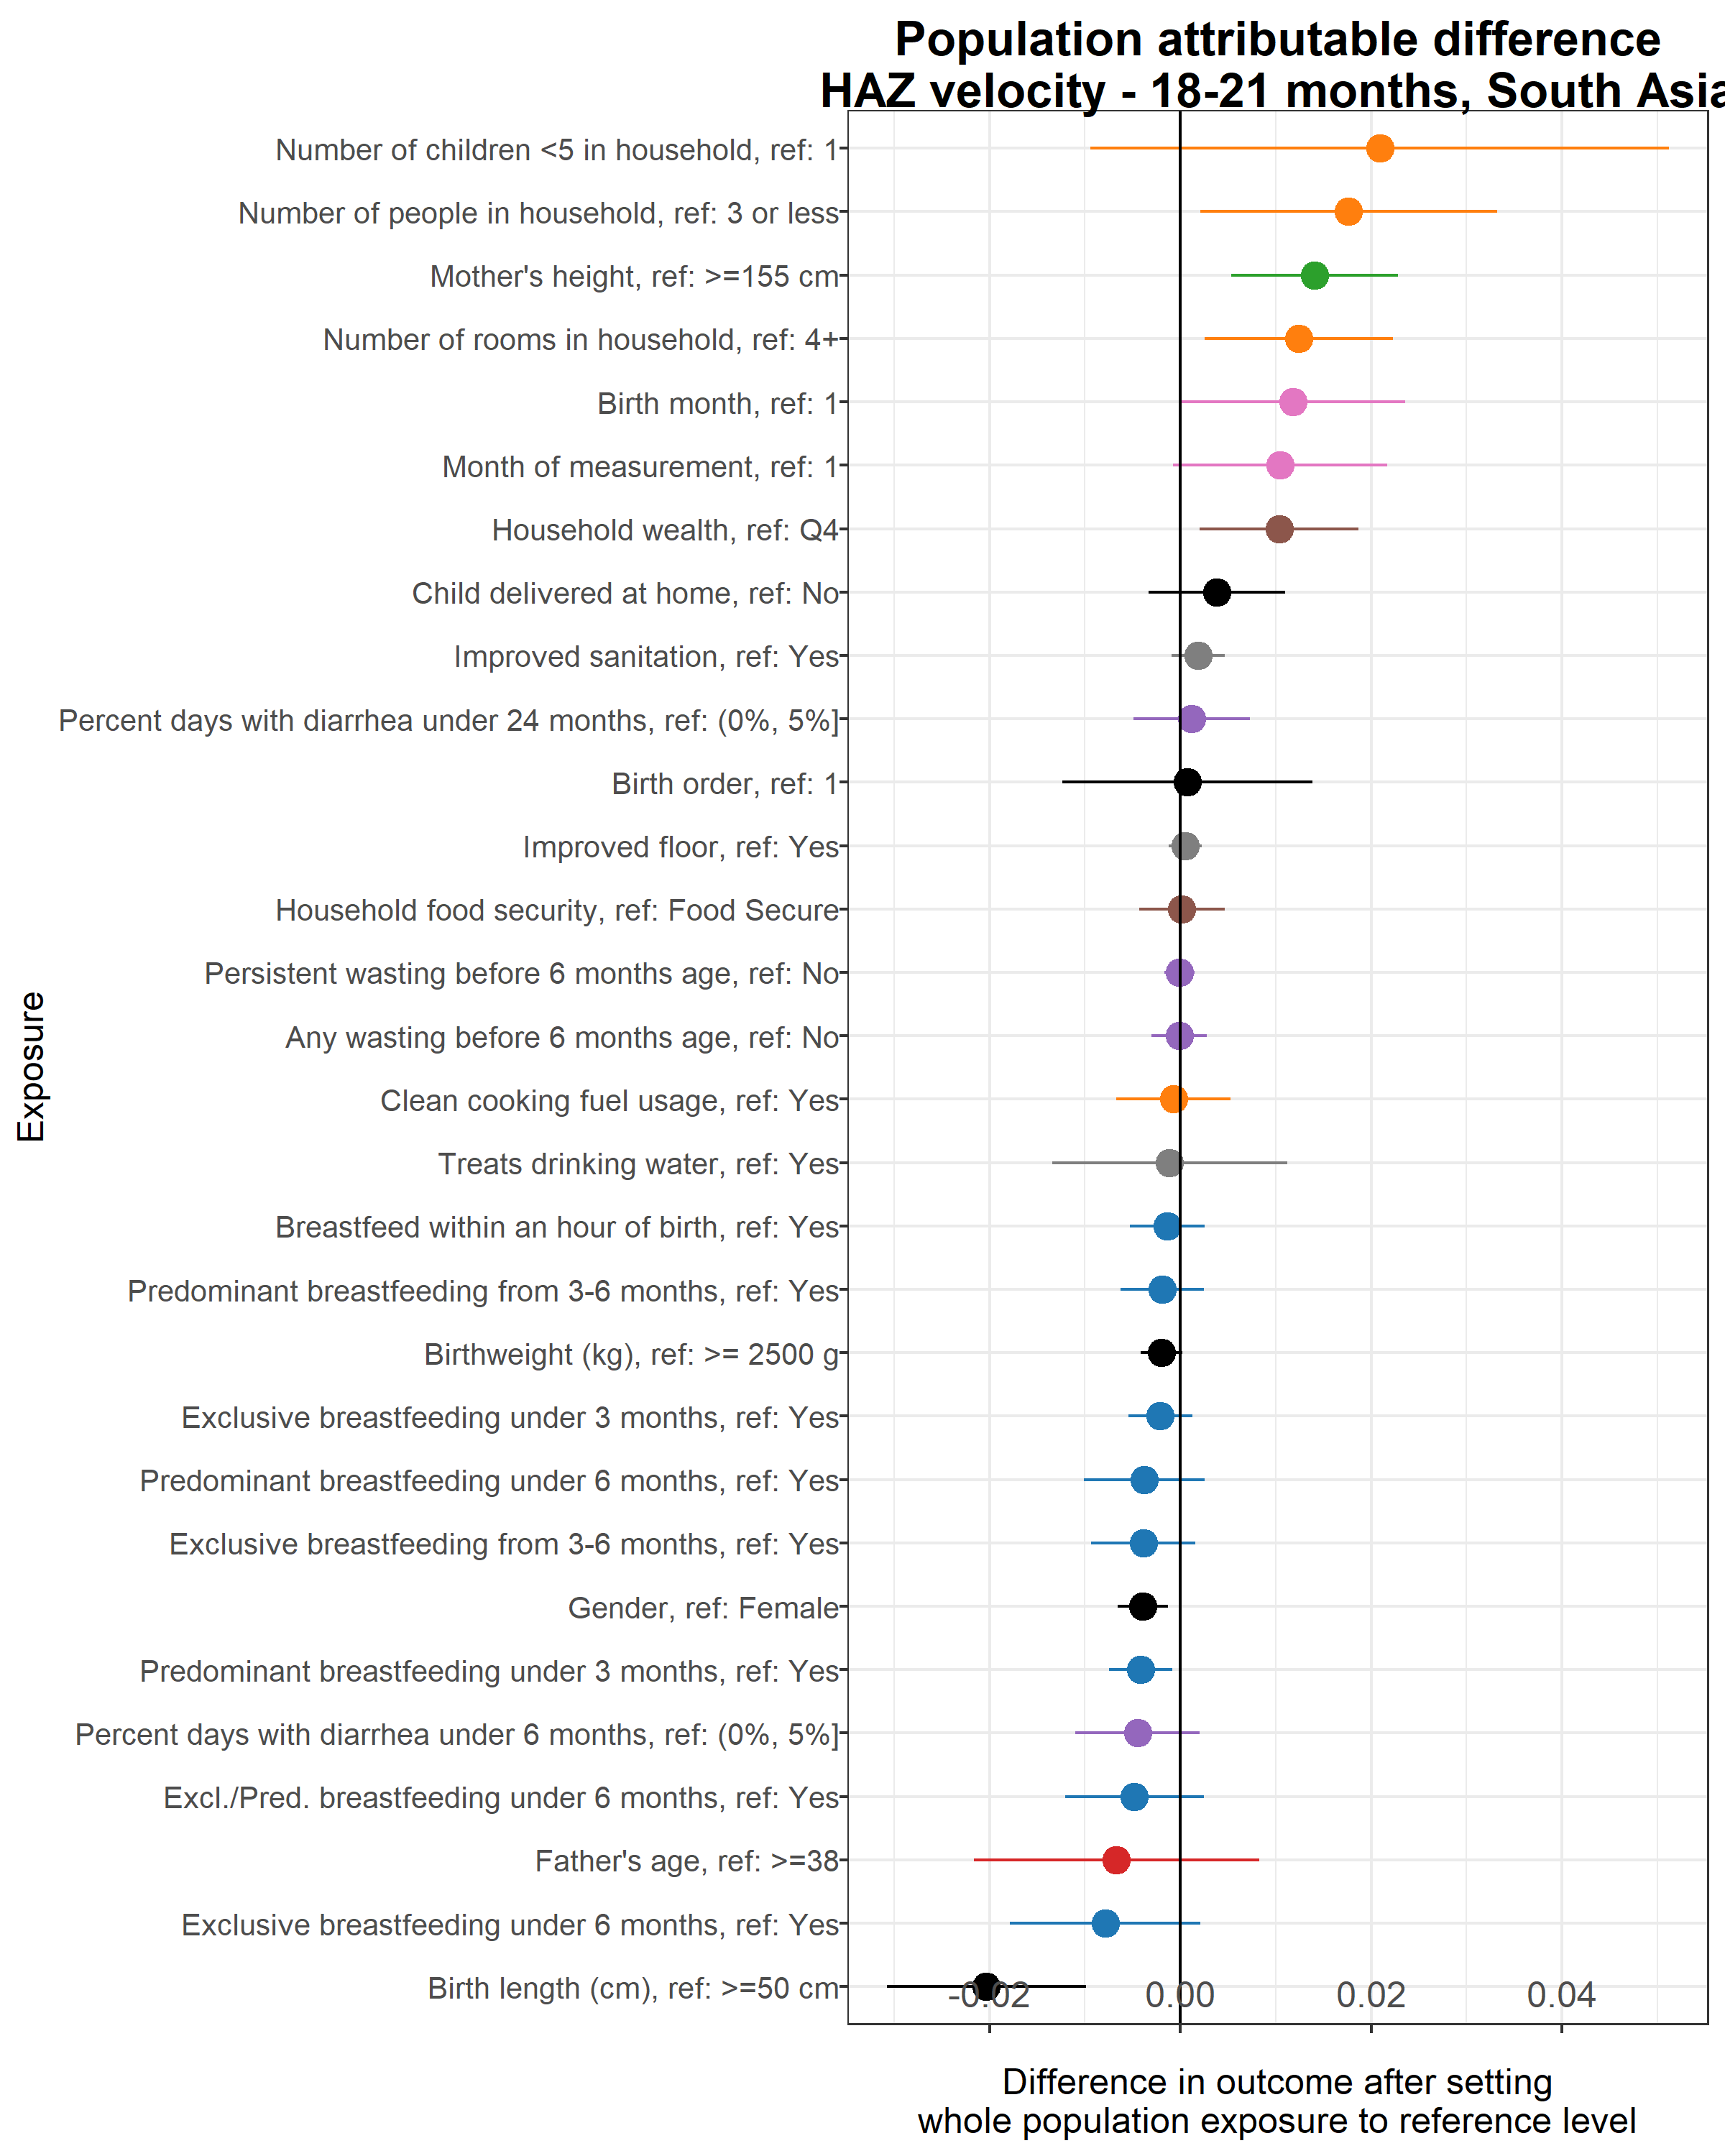 Population attributable difference
HAZ velocity - 18-21 months, South Asia
Number of children <5 in household, ref: 1
Number of people in household, ref: 3 or less
Mother's height, ref: >=155 cm
Number of rooms in household, ref: 4+
Birth month, ref: 1
Month of measurement, ref: 1
Household wealth, ref: Q4
Child delivered at home, ref: No
Improved sanitation, ref: Yes
Percent days with diarrhea under 24 months, ref: (0%, 5%]
Birth order, ref: 1
Improved floor, ref: Yes
Household food security, ref: Food Secure
Persistent wasting before 6 months age, ref: No
Any wasting before 6 months age, ref: No
Clean cooking fuel usage, ref: Yes
Treats drinking water, ref: Yes
Breastfeed within an hour of birth, ref: Yes
Predominant breastfeeding from 3-6 months, ref: Yes
Birthweight (kg), ref: >= 2500 g
Exclusive breastfeeding under 3 months, ref: Yes
Predominant breastfeeding under 6 months, ref: Yes
Exclusive breastfeeding from 3-6 months, ref: Yes
Gender, ref: Female
Predominant breastfeeding under 3 months, ref: Yes
Percent days with diarrhea under 6 months, ref: (0%, 5%]
Excl./Pred. breastfeeding under 6 months, ref: Yes
Father's age, ref: >=38
Exclusive breastfeeding under 6 months, ref: Yes
Birth length (cm), ref: >=50 cm
Exposure
-0.02 0.00 0.02 0.04
Difference in outcome after setting
whole population exposure to reference level